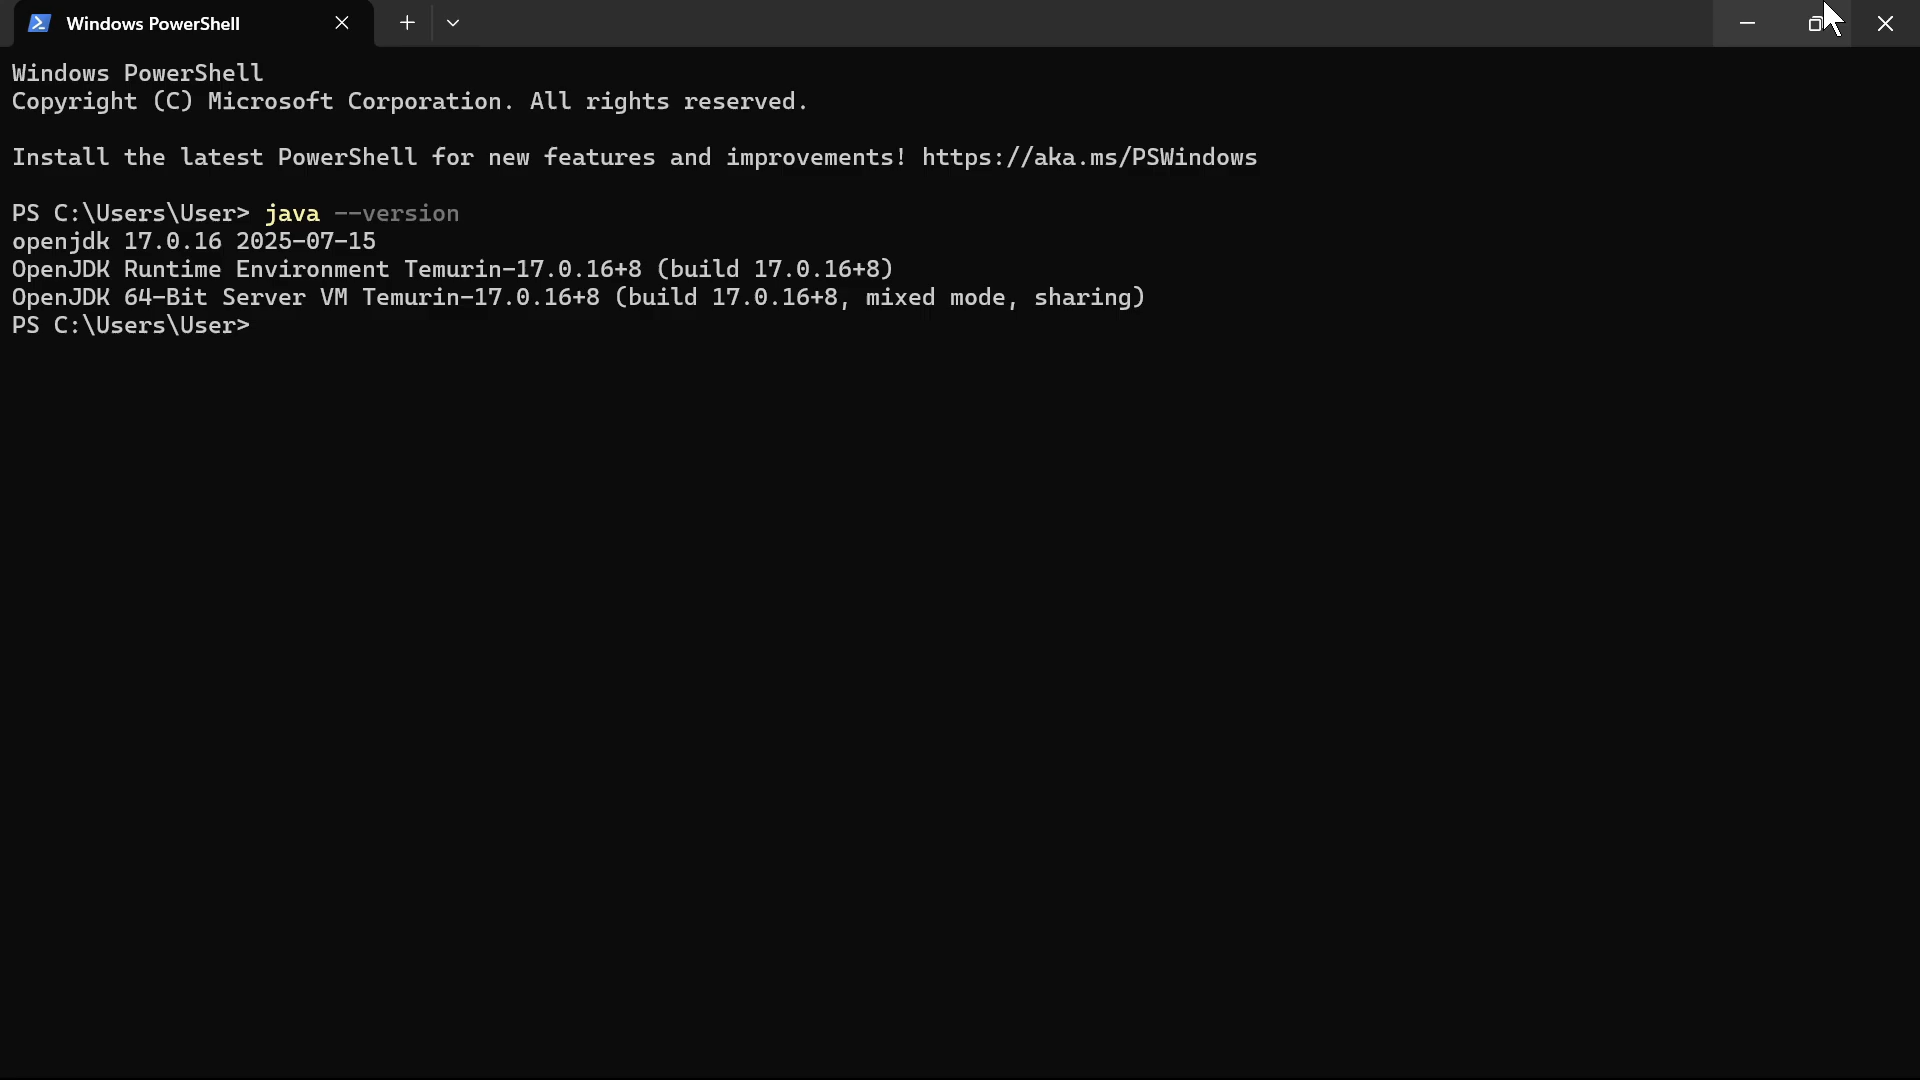 Windows PowerShell
Windows PowerShell
Copyright (C) Microsoft Corporation. All rights reserved.
Install the latest PowerShell for new features and improvements! https://aka.ms/PSWindows
PS C:\Users\User> java --version
openjdk 17.0.16 2025-07-15
OpenJDK Runtime Environment Temurin-17.0.16+8 (build 17.0.16+8)
OpenJDK 64-Bit Server VM Temurin-17.0.16+8 (build 17.0.16+8, mixed mode, sharing)
PS C:\Users\User>